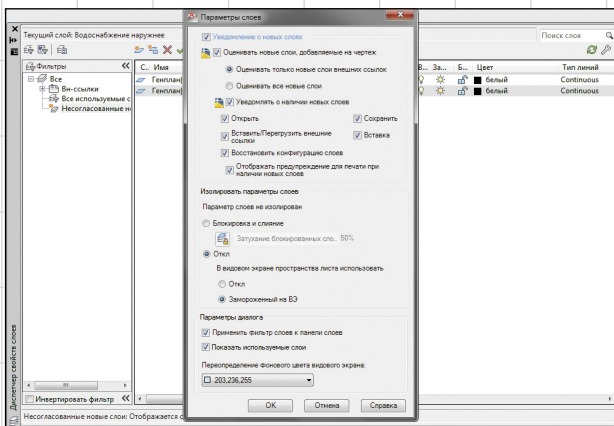 Параметры слоев
Текущий слой: Водоснабжение наружнее
Поиск слоя
Фильтры
Все
Вн-ссылки
Все используемые с
Несогласованные н
С.. Имя
Генплан|
Генплан|
В... За... Б... Цвет Тип линий
белый Continuous
белый Continuous
Уведомление о новых слоях
Оценивать новые слои, добавляемые на чертеж
Оценивать только новые слои внешних ссылок
Оценивать все новые слои
Уведомлять о наличии новых слоев
Открыть Сохранить
Вставить/Перегрузить внешние Вставка
ссылки
Восстановить конфигурацию слоев
Отображать предупреждение для печати при
наличии новых слоев
Изолировать параметры слоев
Параметр слоев не изолирован
Блокировка и слияние
Затухание блокированных сло.. 50%
Откл
В видовом экране пространства листа использовать
Откл
Замороженный на ВЭ
Параметры диалога
Применить фильтр слоев к панели слоев
Показать используемые слои
Переопределение Фонового цвета видового экрана:
203,236,255
OK Отмена Справка
Инвертировать фильтр
Несогласованные новые слои: Отображается с
Диспетчер свойств слоев